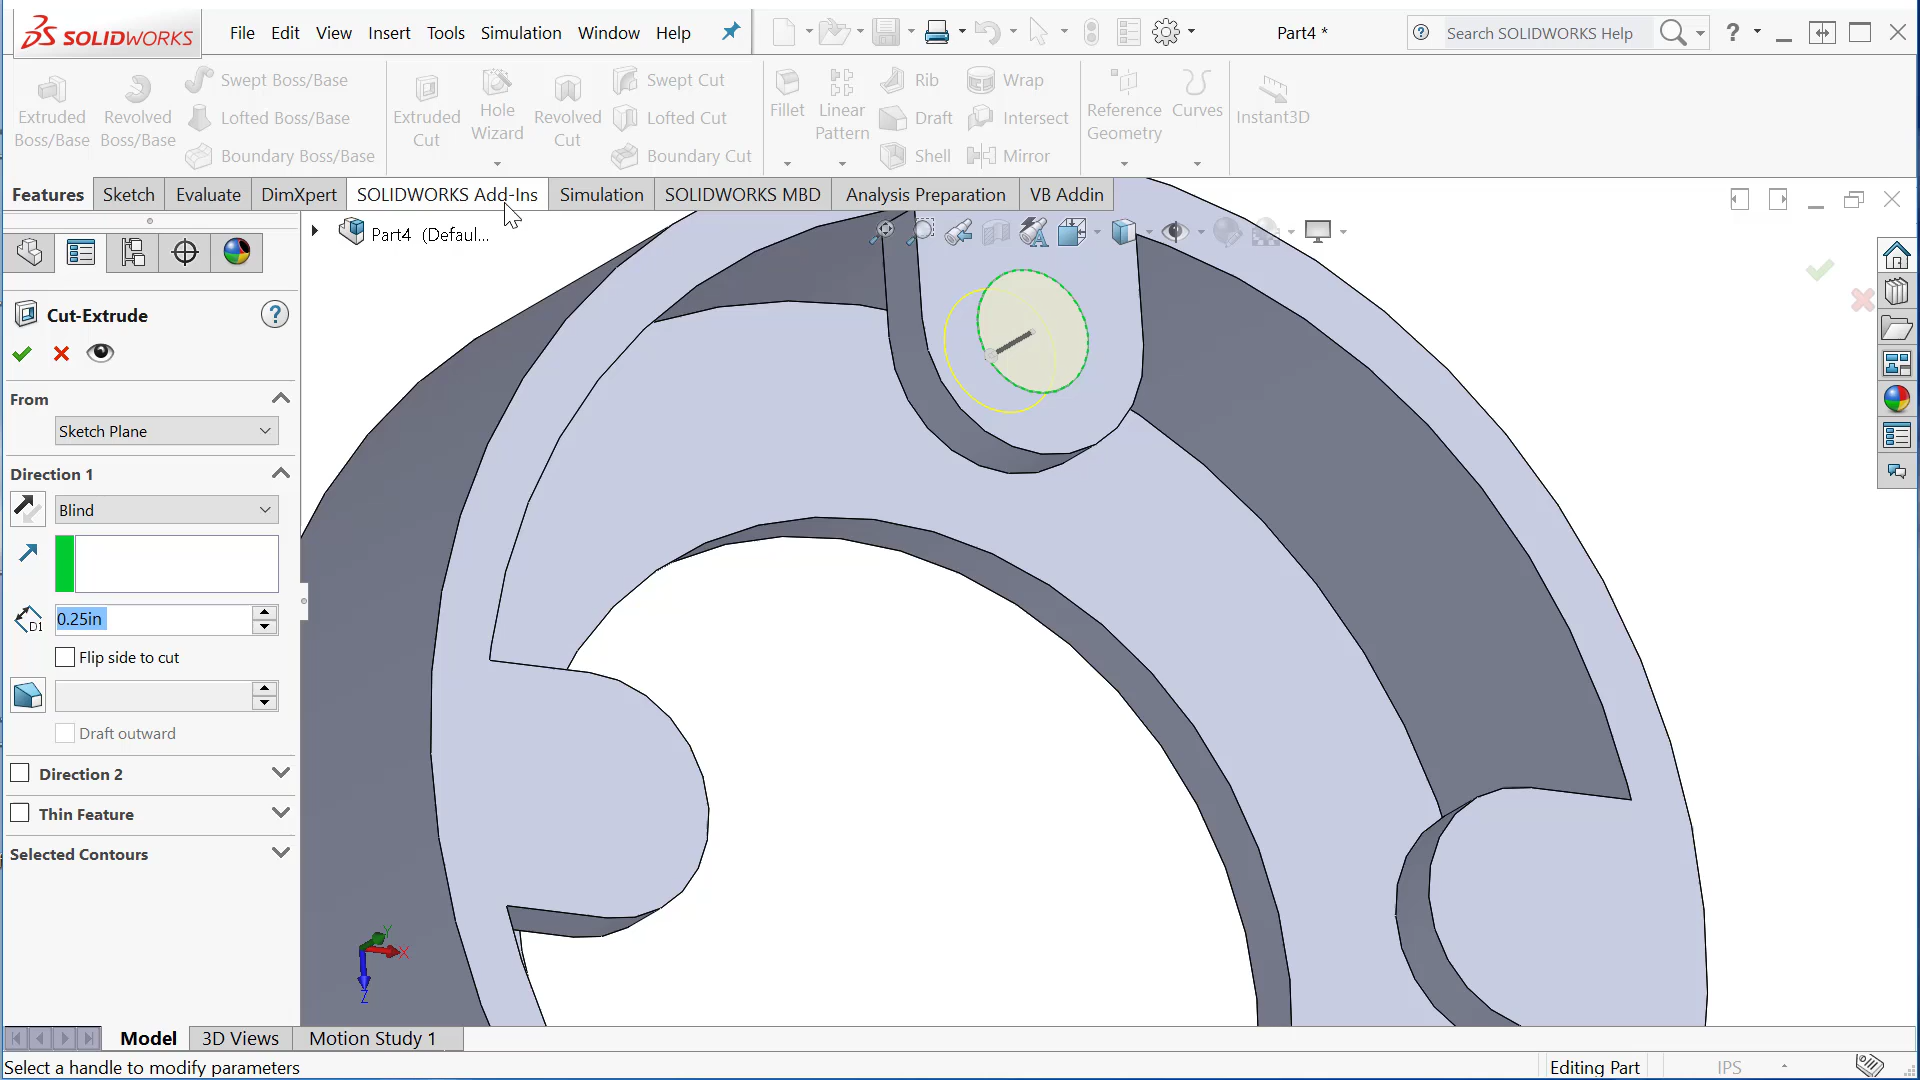 SOLIDWORKS
File Edit View Insert Tools Simulation Window Help
Part4 *
Search SOLIDWORKS Help
Extruded Boss/Base
Revolved Boss/Base
Swept Boss/Base
Lofted Boss/Base
Boundary Boss/Base
Extruded Cut
Hole Wizard
Revolved Cut
Swept Cut
Lofted Cut
Boundary Cut
Fillet
Linear Pattern
Rib
Draft
Shell
Wrap
Intersect
Mirror
Reference Geometry
Curves
Instant3D
Features Sketch Evaluate DimXpert SOLIDWORKS Add-Ins Simulation SOLIDWORKS MBD Analysis Preparation VB Addin
Part4 (Defaul...
Cut-Extrude
From
Sketch Plane
Direction 1
Blind
D1
0.25in
Flip side to cut
Draft outward
Direction 2
Thin Feature
Selected Contours
Y
X
Z
Model 3D Views Motion Study 1
Select a handle to modify parameters
Editing Part
IPS